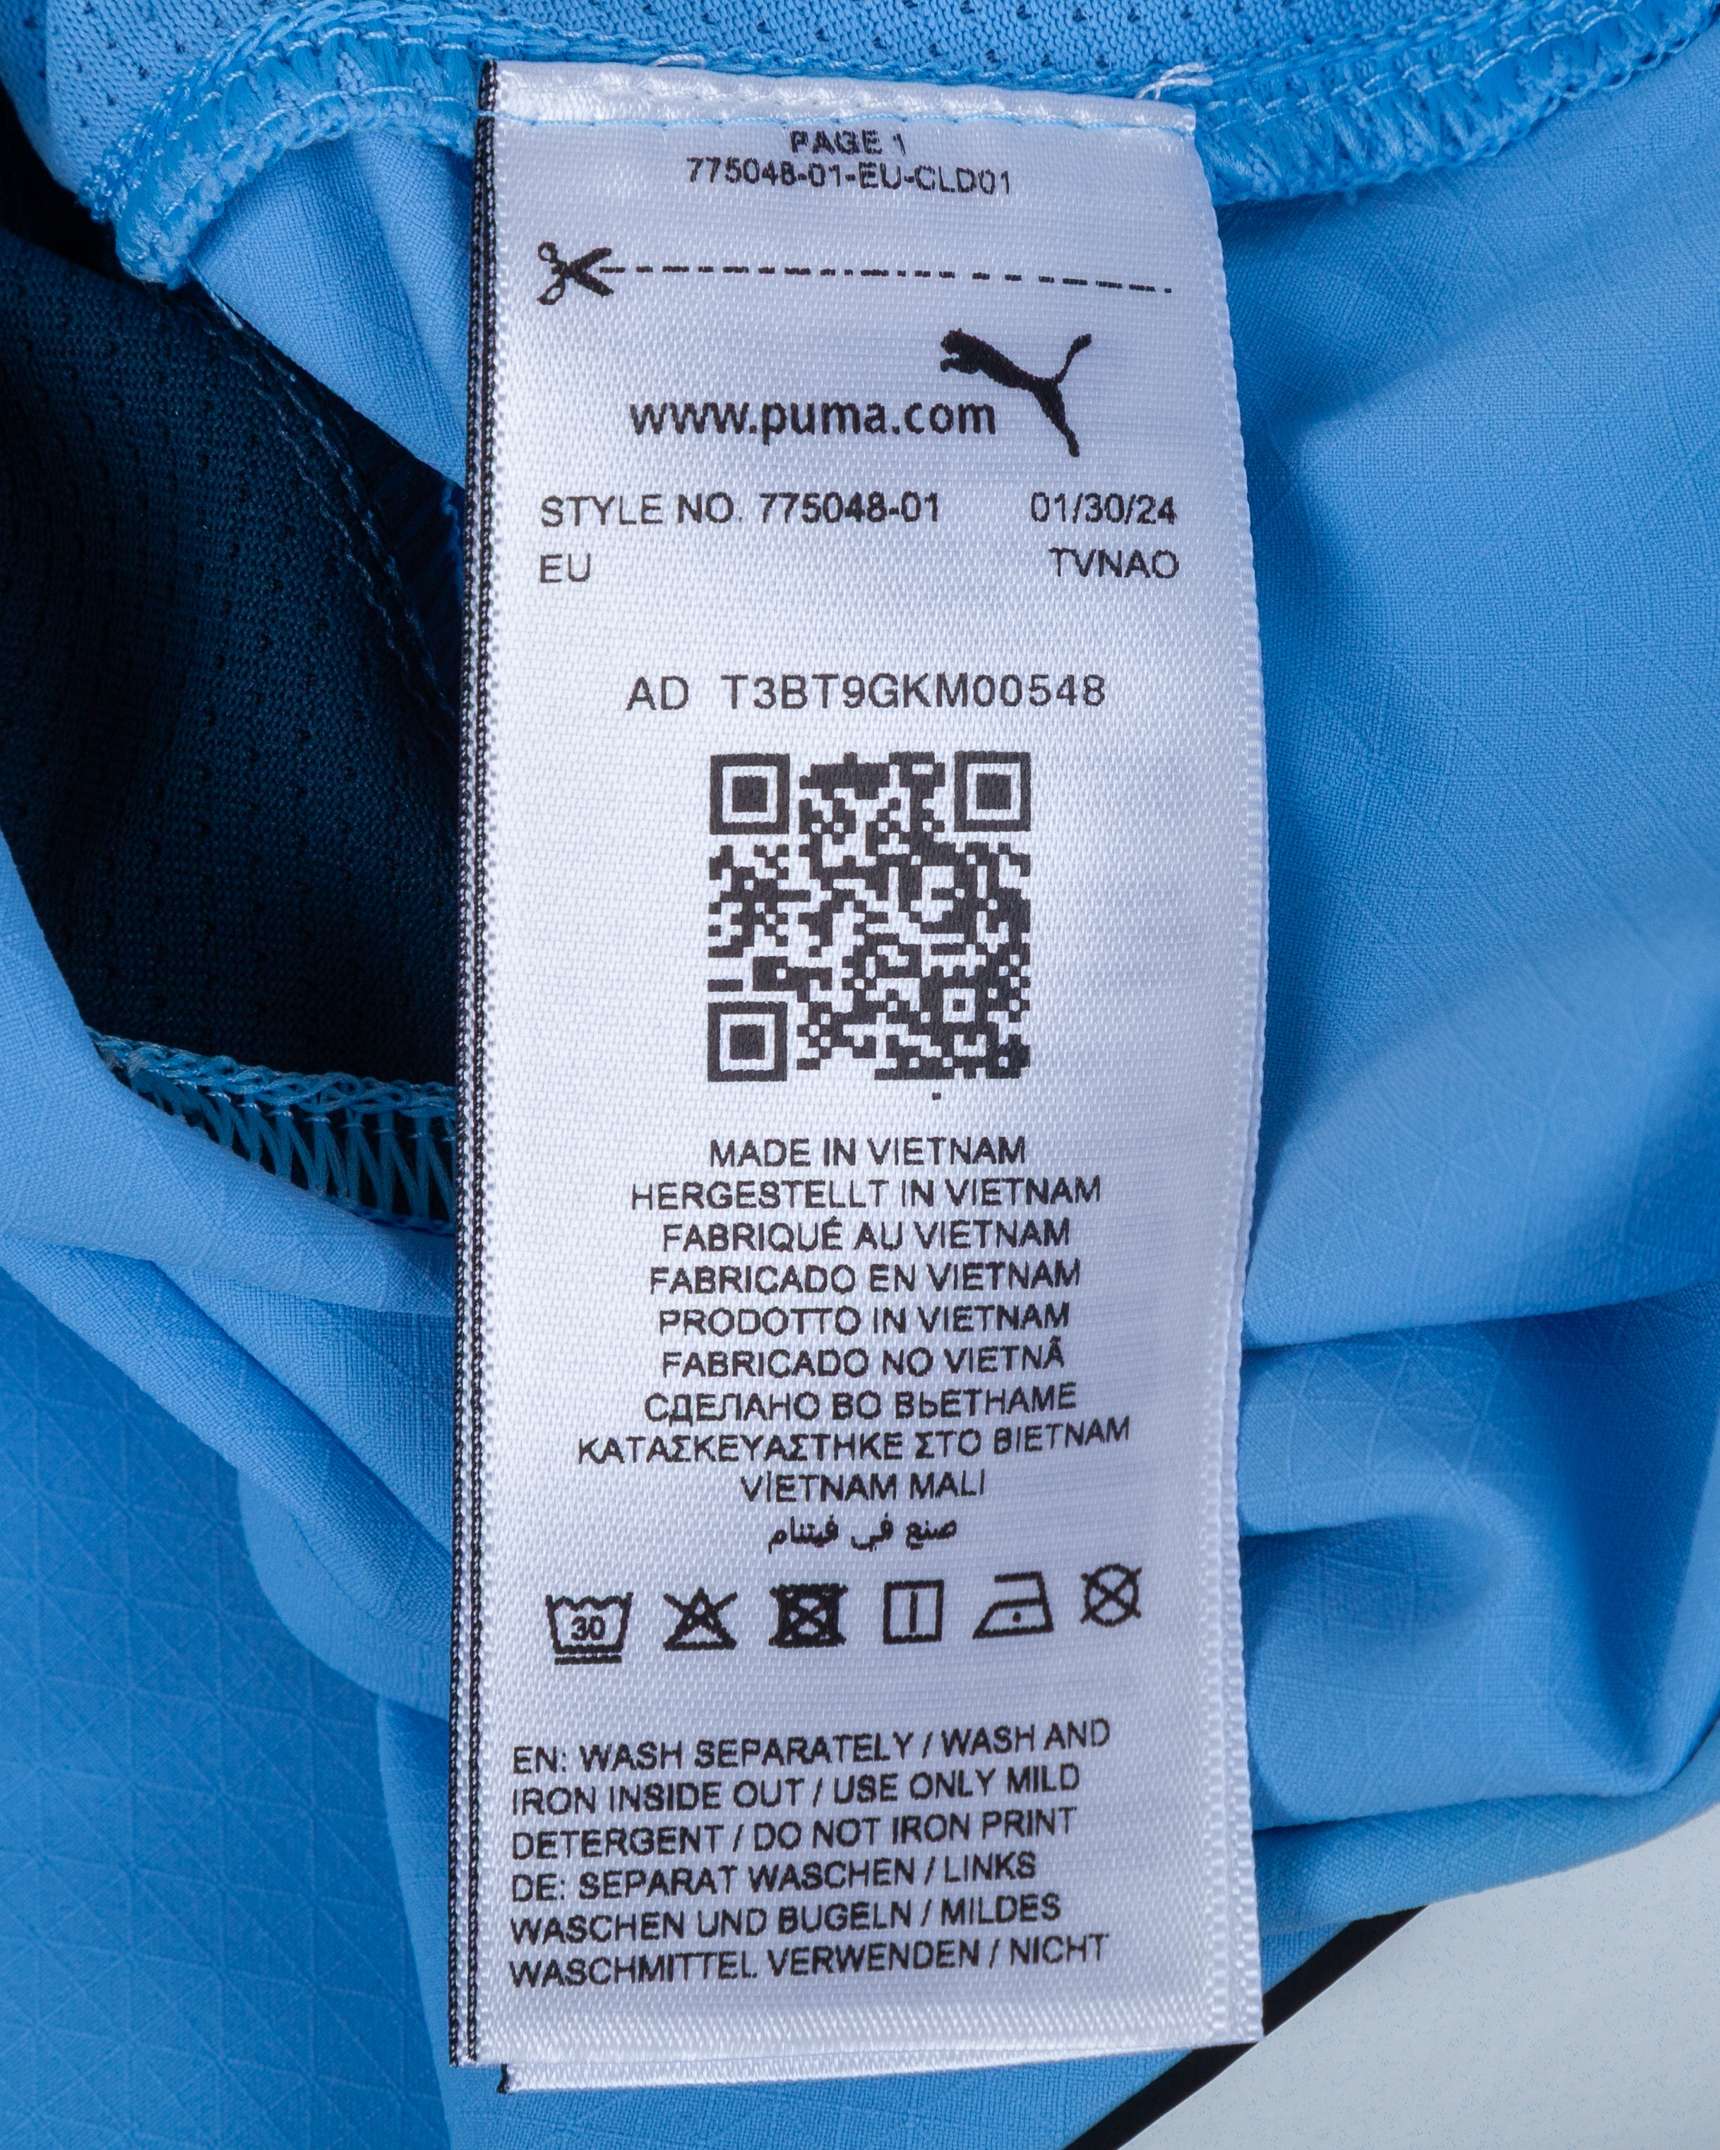 PAGE 1
775048-01-EU-CLD01
www.puma.com
STYLE NO. 775048-01 01/30/24
EU TVNAO
AD T3BT9GKM00548
MADE IN VIETNAM
HERGESTELLT IN VIETNAM
FABRIQUÉ AU VIETNAM
FABRICADO EN VIETNAM
PRODOTTO IN VIETNAM
FABRICADO NO VIETNÃ
СДЕЛАНО ВО ВЬЕТНАМЕ
ΚΑΤΑΣΚΕΥΑΣΤΗΚΕ ΣΤΟ ΒΙΕΤΝΑΜ
VİETNAM MALI
صنع في فيتنام
30
EN: WASH SEPARATELY / WASH AND
IRON INSIDE OUT / USE ONLY MILD
DETERGENT / DO NOT IRON PRINT
DE: SEPARAT WASCHEN / LINKS
WASCHEN UND BUGELN / MILDES
WASCHMITTEL VERWENDEN / NICHT